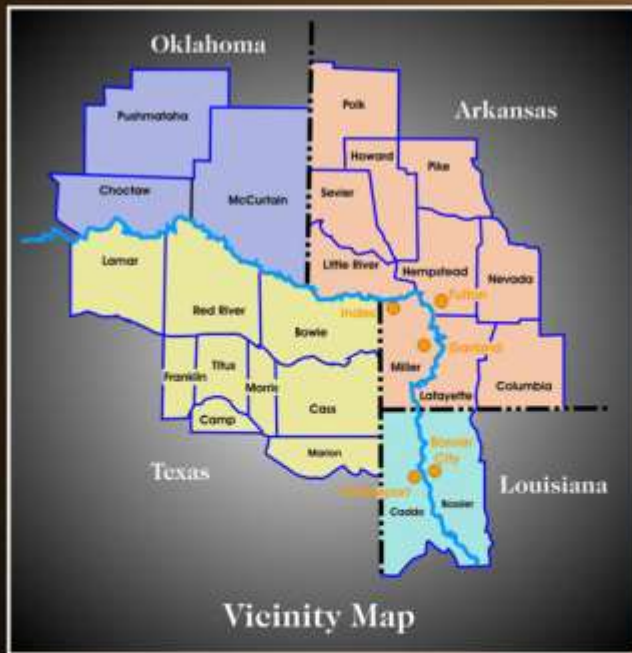 Oklahoma
Arkansas
Polk
Pushmataha
Howard
Pike
Choctaw
Sevier
McCurtain
Lamar
Little River
Hempstead
Nevada
Fulton
Index
Red River
Bowie
Garland
Miller
Titus
Franklin
Morris
Columbia
Lafayette
Cass
Camp
Marion
Bossier
City
Texas
Shreveport
Louisiana
Caddo
Bossier
Vicinity Map